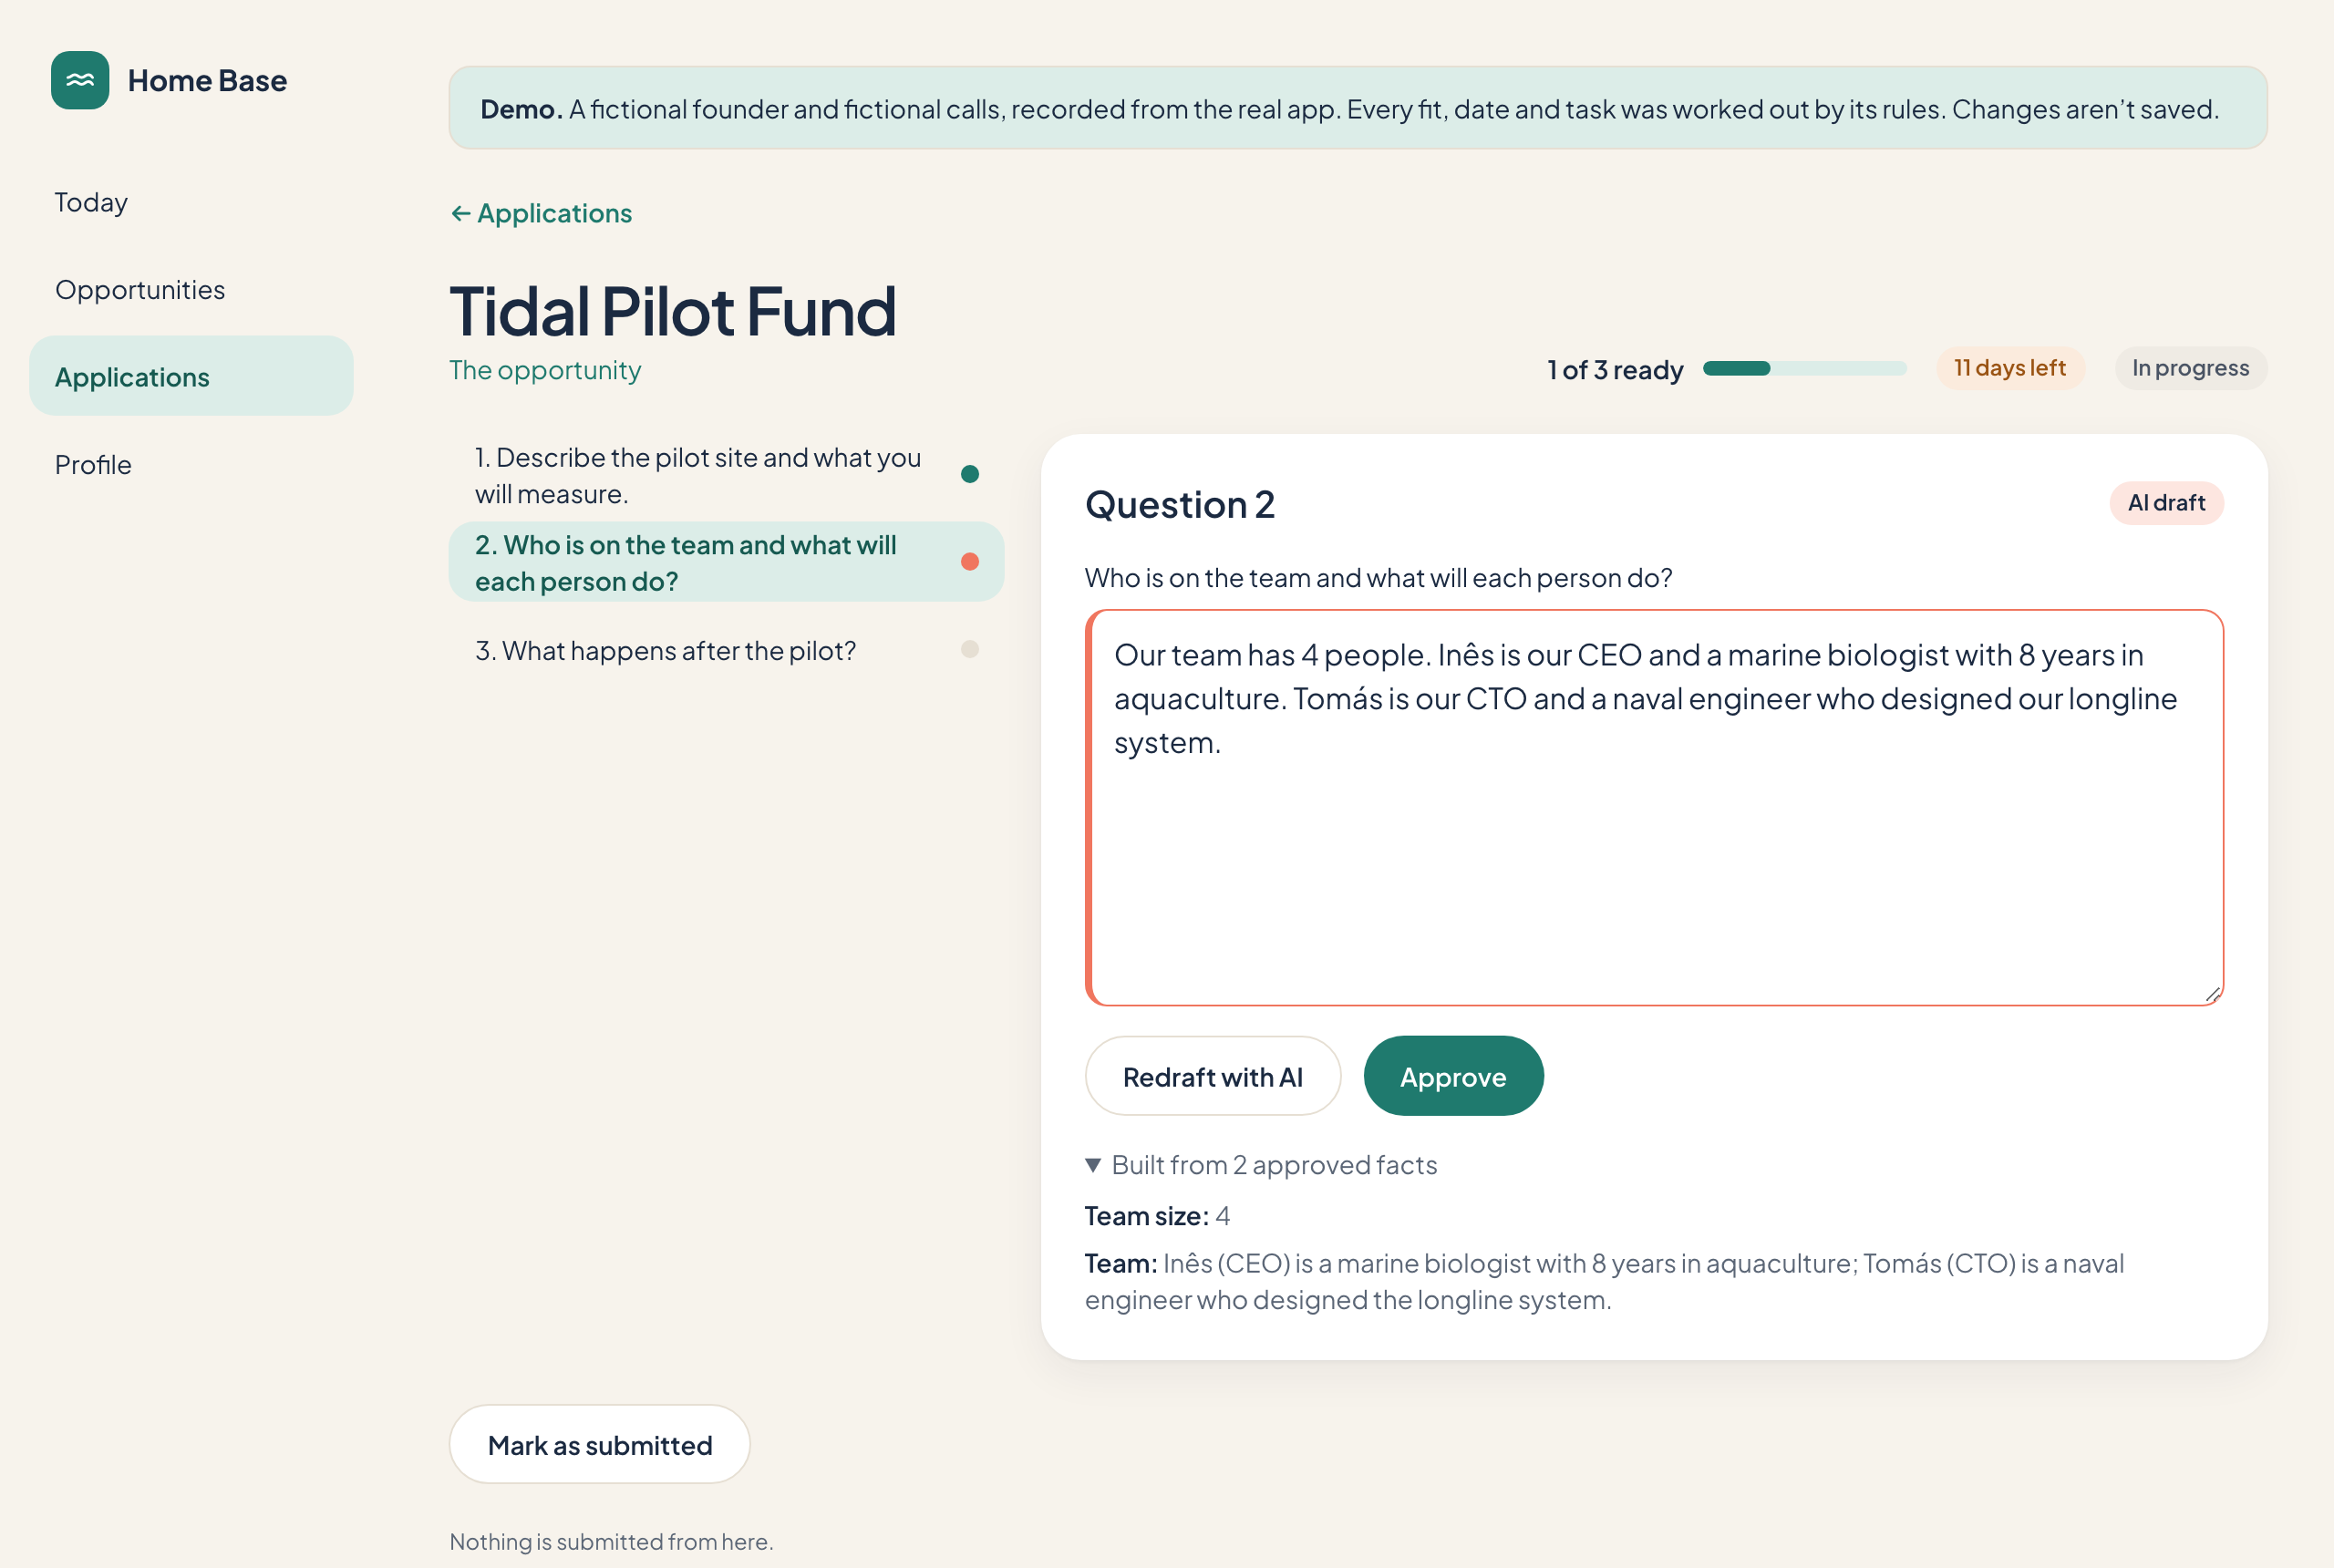 Home Base
Today
Opportunities
Applications
Profile
Demo. A fictional founder and fictional calls, recorded from the real app. Every fit, date and task was worked out by its rules. Changes aren’t saved.
← Applications
Tidal Pilot Fund
The opportunity
1 of 3 ready
11 days left
In progress
1. Describe the pilot site and what you
will measure.
2. Who is on the team and what will
each person do?
3. What happens after the pilot?
Question 2
AI draft
Who is on the team and what will each person do?
Our team has 4 people. Inês is our CEO and a marine biologist with 8 years in
aquaculture. Tomás is our CTO and a naval engineer who designed our longline
system.
Redraft with AI
Approve
▼ Built from 2 approved facts
Team size: 4
Team: Inês (CEO) is a marine biologist with 8 years in aquaculture; Tomás (CTO) is a naval
engineer who designed the longline system.
Mark as submitted
Nothing is submitted from here.